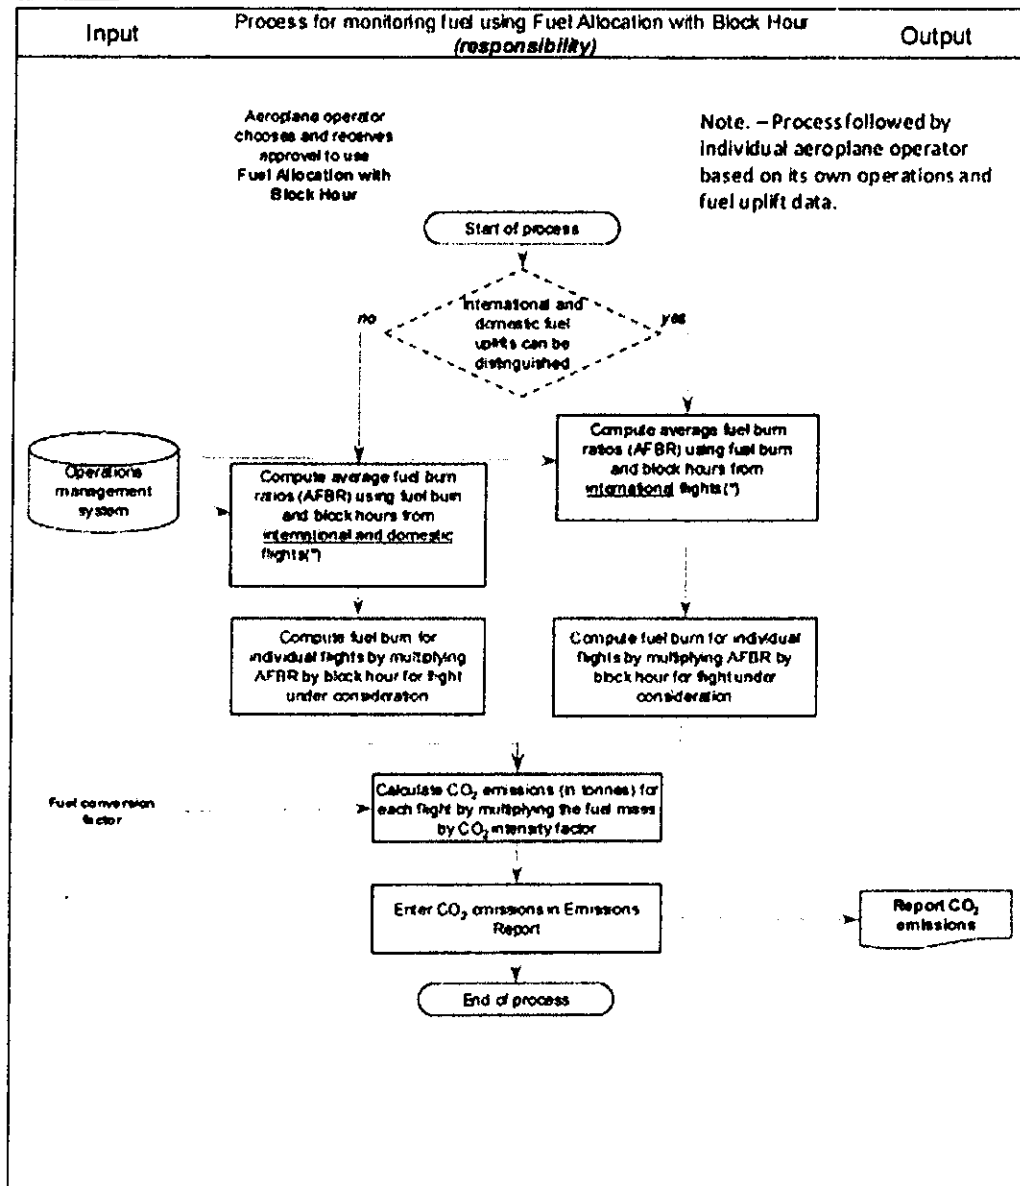 Input
Process for monitoring fuel using Fuel Allocation with Block Hour
(responsibility)
Output
Aeroplane operator
chooses and receives
approval to use
Fuel Allocation with
Block Hour
Note. – Process followed by
individual aeroplane operator
based on its own operations and
fuel uplift data.
Start of process
International and
domestic fuel
uplifts can be
distinguished
no
yes
Operations
management
system
Compute average fuel burn
ratios (AFBR) using fuel burn
and block hours from
international flights(*)
Compute average fuel burn
ratios (AFBR) using fuel burn
and block hours from
international and domestic
flights(*)
Compute fuel burn for
individual flights by multiplying
AFBR by block hour for flight
under consideration
Compute fuel burn for individual
flights by multiplying AFBR by
block hour for flight under
consideration
Fuel conversion
factor
Calculate CO₂ emissions (in tonnes) for
each flight by multiplying the fuel mass
by CO₂ intensity factor
Enter CO₂ emissions in Emissions
Report
Report CO₂
emissions
End of process